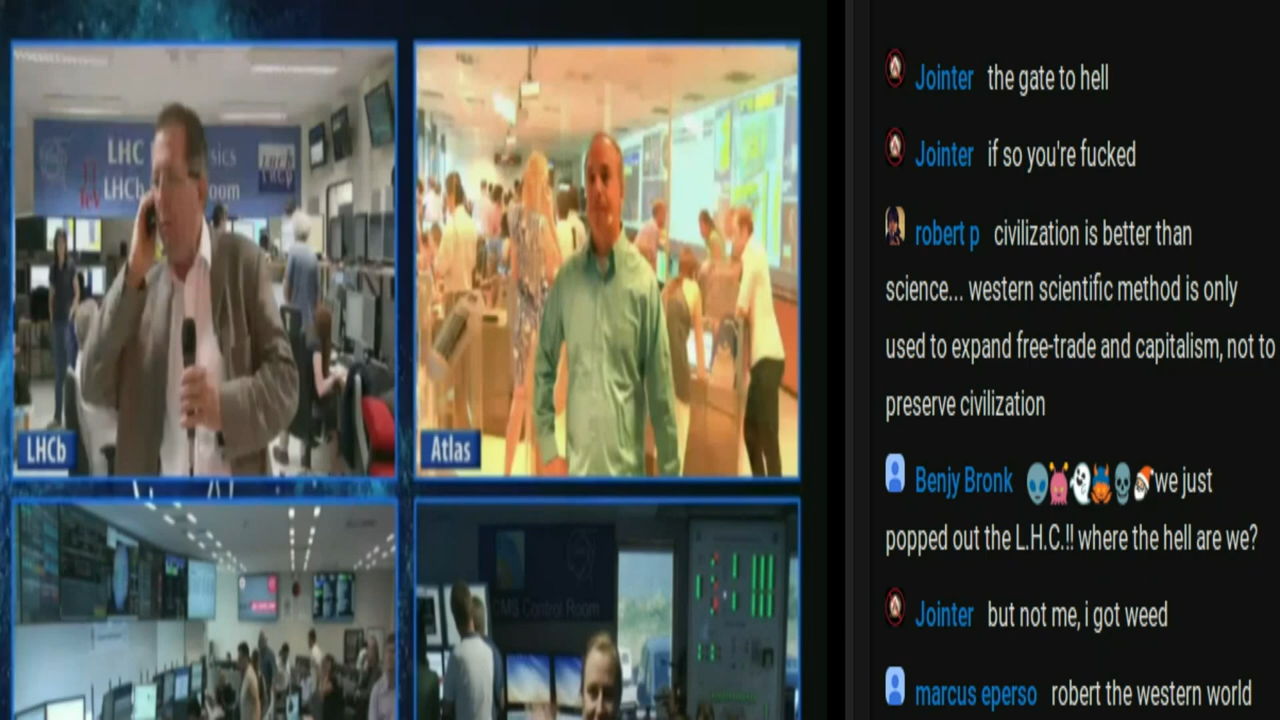 LHC
sics
LHCb
oom
LHCb
Atlas
CMS Control Room
Jointer the gate to hell
Jointer if so you're fucked
robert p civilization is better than
science... western scientific method is only
used to expand free-trade and capitalism, not to
preserve civilization
Benjy Bronk 👽👾👻👹💀🎅 we just
popped out the L.H.C.!! where the hell are we?
Jointer but not me, i got weed
marcus eperso robert the western world